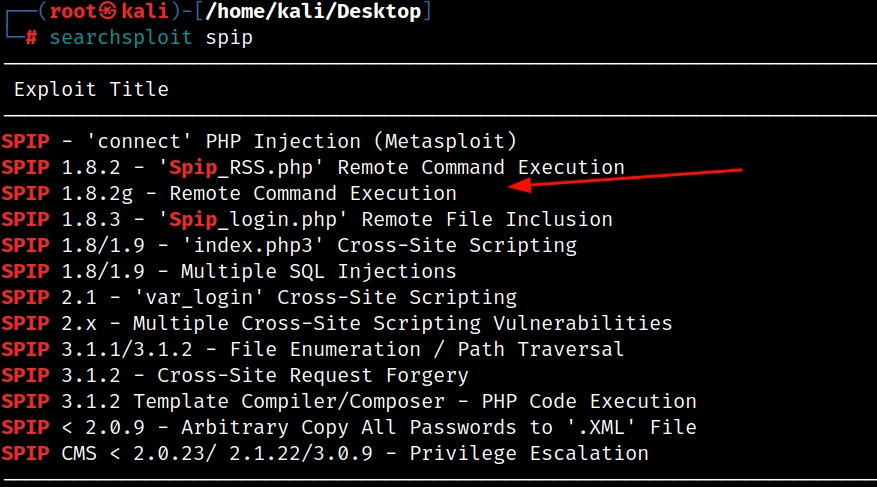 ┌──(root㉿kali)-[/home/kali/Desktop]
└─# searchsploit spip
Exploit Title
SPIP - 'connect' PHP Injection (Metasploit)
SPIP 1.8.2 - 'Spip_RSS.php' Remote Command Execution
SPIP 1.8.2g - Remote Command Execution
SPIP 1.8.3 - 'Spip_login.php' Remote File Inclusion
SPIP 1.8/1.9 - 'index.php3' Cross-Site Scripting
SPIP 1.8/1.9 - Multiple SQL Injections
SPIP 2.1 - 'var_login' Cross-Site Scripting
SPIP 2.x - Multiple Cross-Site Scripting Vulnerabilities
SPIP 3.1.1/3.1.2 - File Enumeration / Path Traversal
SPIP 3.1.2 - Cross-Site Request Forgery
SPIP 3.1.2 Template Compiler/Composer - PHP Code Execution
SPIP < 2.0.9 - Arbitrary Copy All Passwords to '.XML' File
SPIP CMS < 2.0.23/ 2.1.22/3.0.9 - Privilege Escalation